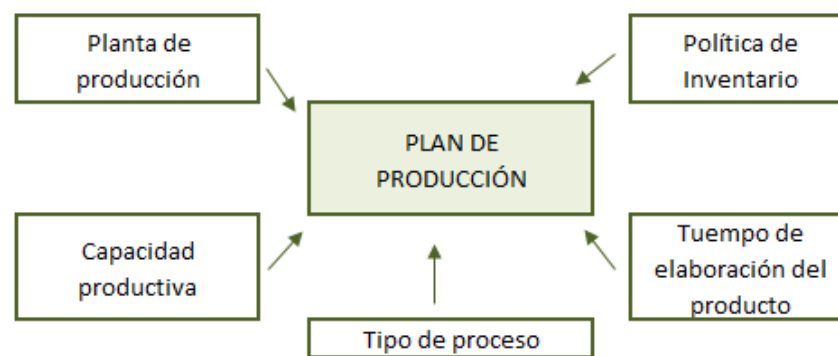 Planta de
producción
Política de
Inventario
PLAN DE
PRODUCCIÓN
Capacidad
productiva
Tuempo de
elaboración del
producto
Tipo de proceso